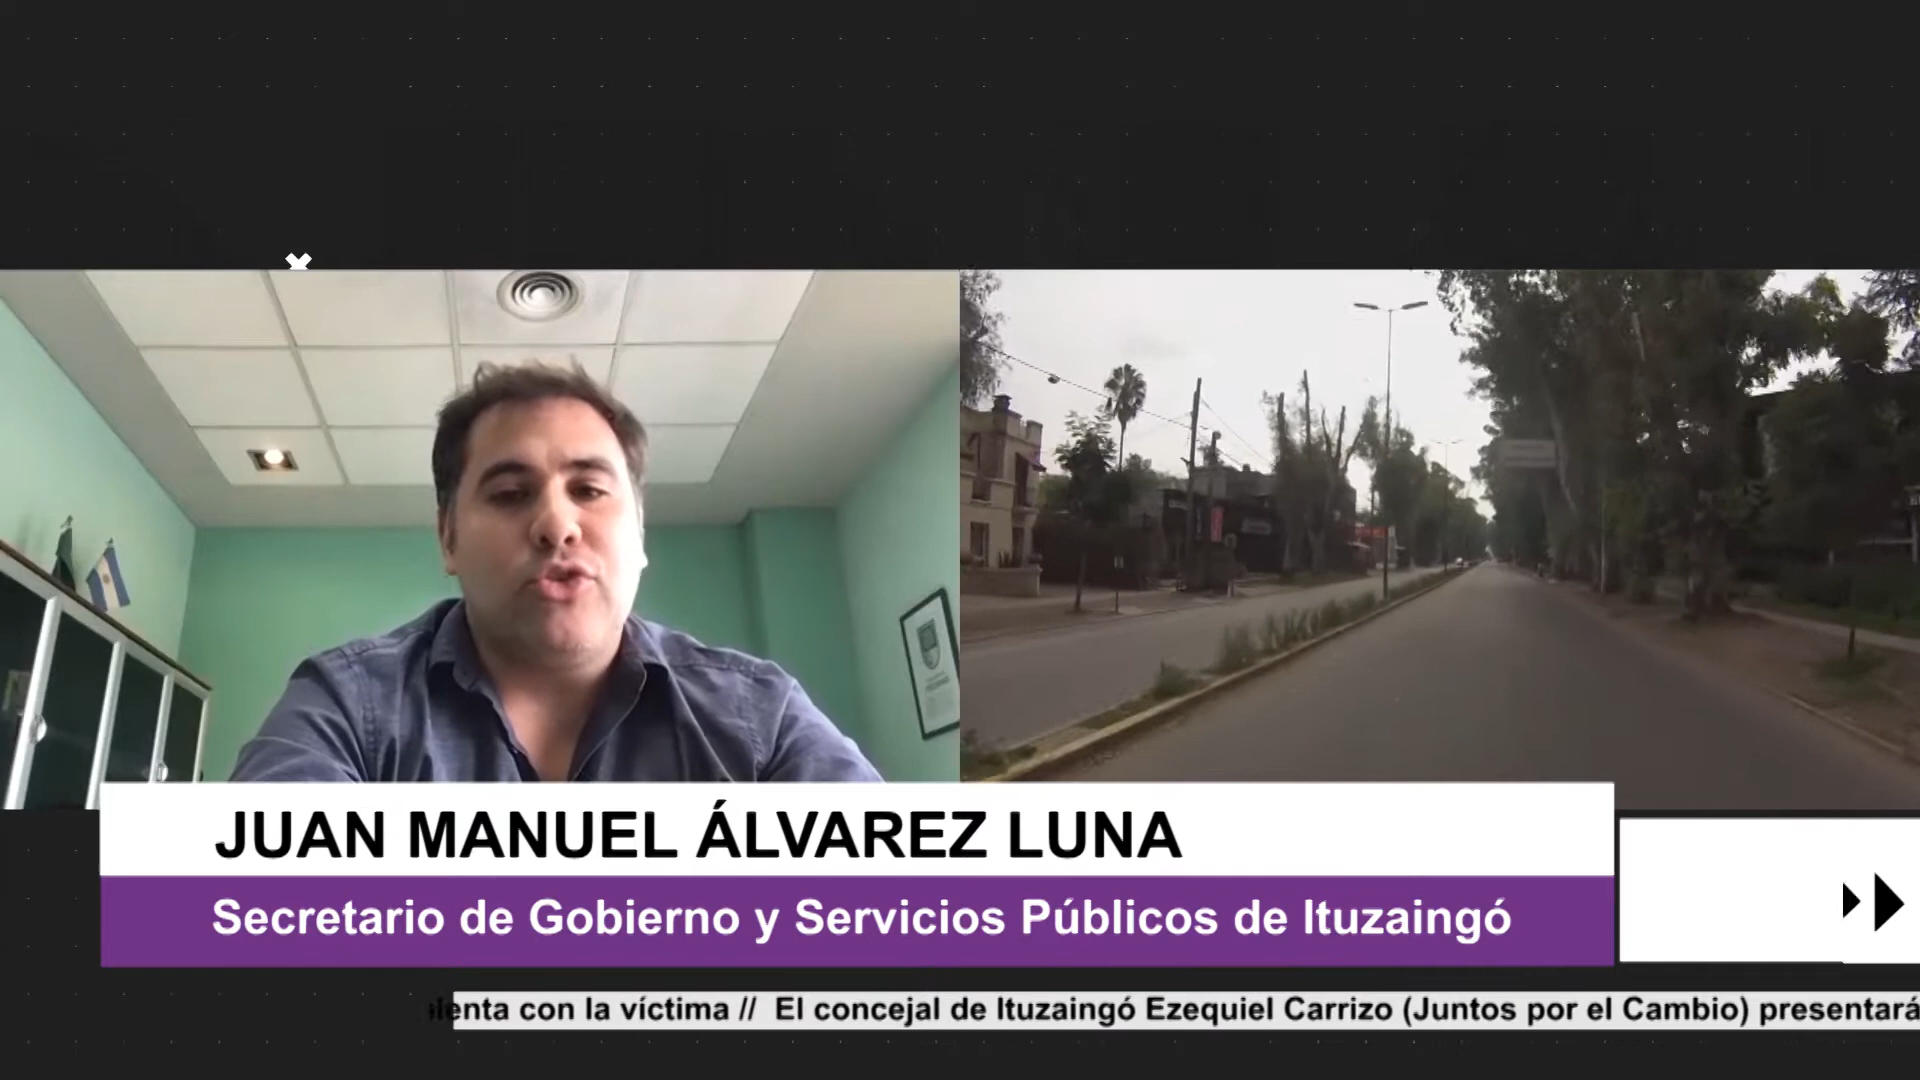 JUAN MANUEL ÁLVAREZ LUNA
Secretario de Gobierno y Servicios Públicos de Ituzaingó
con la víctima // El concejal de Ituzaingó Ezequiel Carrizo (Juntos por el Cambio) presentará